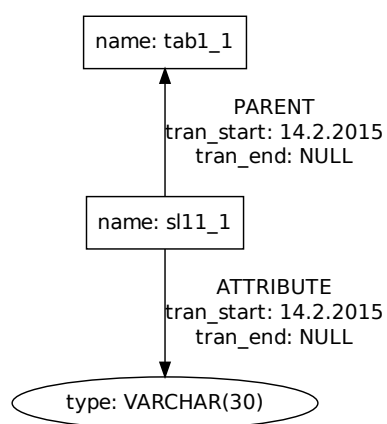 name: tab1_1
PARENT
tran_start: 14.2.2015
tran_end: NULL
name: sl11_1
ATTRIBUTE
tran_start: 14.2.2015
tran_end: NULL
type: VARCHAR(30)